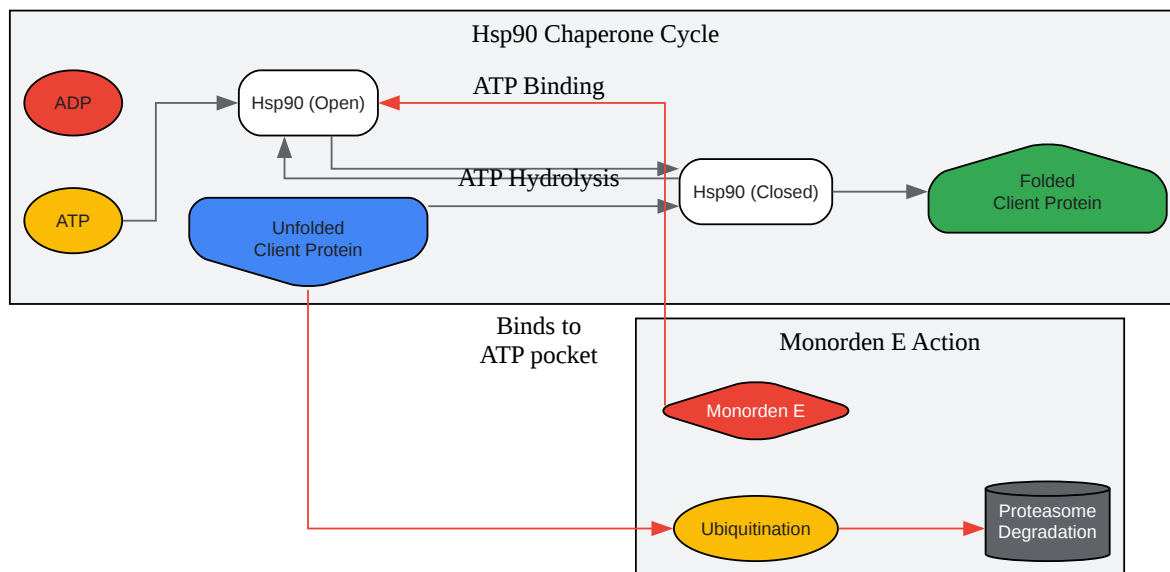 Hsp90 Chaperone Cycle
ADP
Hsp90 (Open)
ATP Binding
ATP
ATP Hydrolysis
Hsp90 (Closed)
Folded
Client Protein
Unfolded
Client Protein
Binds to
ATP pocket
Monorden E Action
Monorden E
Ubiquitination
Proteasome
Degradation